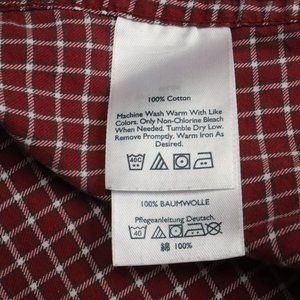 100% Cotton
Machine Wash Warm With Like
Colors. Only Non-Chlorine Bleach
When Needed. Tumble Dry Low.
Remove Promptly. Warm Iron As
Desired.
40C
100% BAUMWOLLE
Pflegeanleitung Deutsch.
40
100%